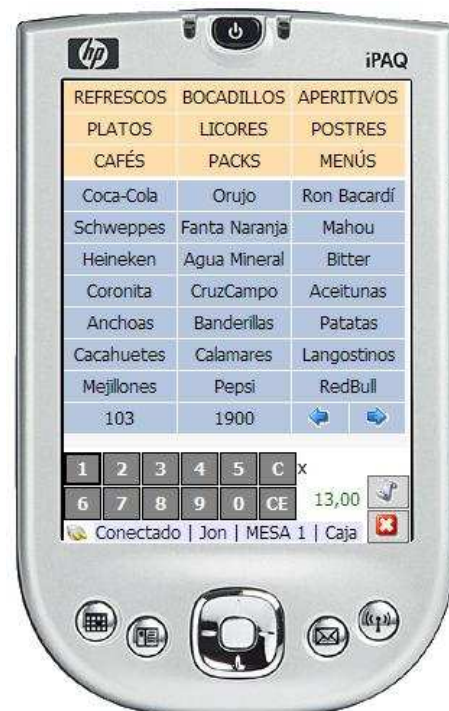 hp
iPAQ
REFRESCOS BOCADILLOS APERITIVOS
PLATOS LICORES POSTRES
CAFÉS PACKS MENÚS
Coca-Cola Orujo Ron Bacardí
Schweppes Fanta Naranja Mahou
Heineken Agua Mineral Bitter
Coronita CruzCampo Aceitunas
Anchoas Banderillas Patatas
Cacahuetes Calamares Langostinos
Mejillones Pepsi RedBull
103 1900
1 2 3 4 5 C x
6 7 8 9 0 CE 13,00
Conectado | Jon | MESA 1 | Caja